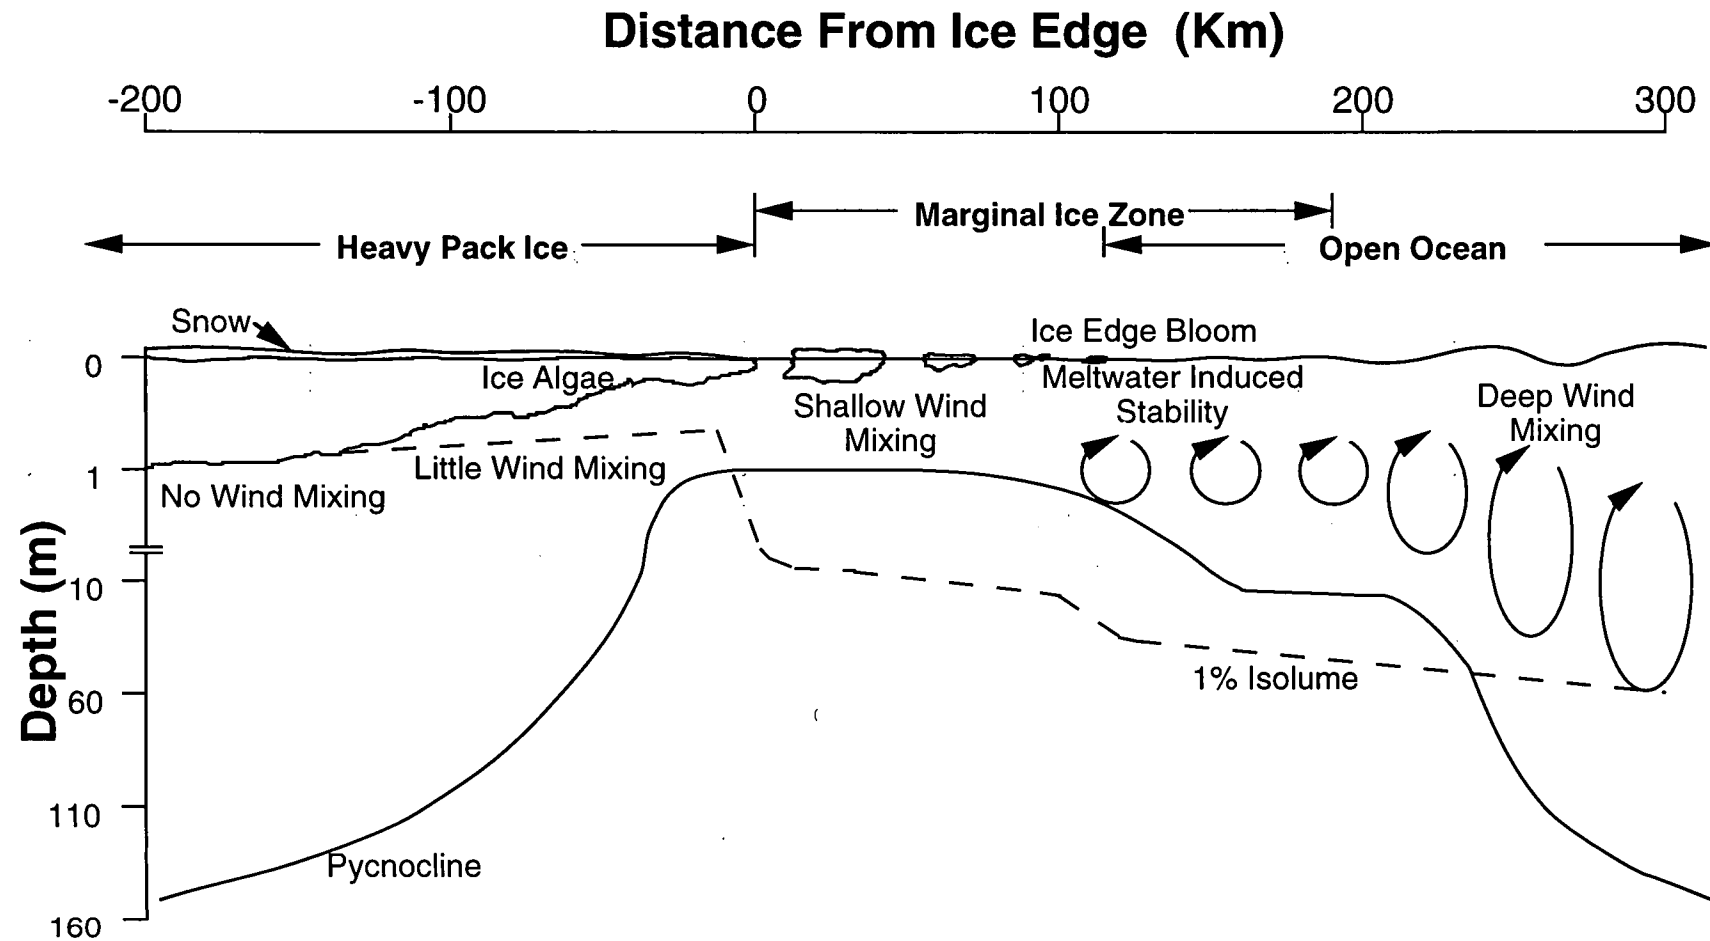 Distance From Ice Edge (Km)
-200 -100 0 100 200 300
Marginal Ice Zone
Heavy Pack Ice
Open Ocean
Snow
Ice Edge Bloom
0
Ice Algae
Meltwater Induced
Stability
Shallow Wind
Mixing
Deep Wind
Mixing
1
Little Wind Mixing
No Wind Mixing
Depth (m)
10
1% Isolume
60
110
Pycnocline
160